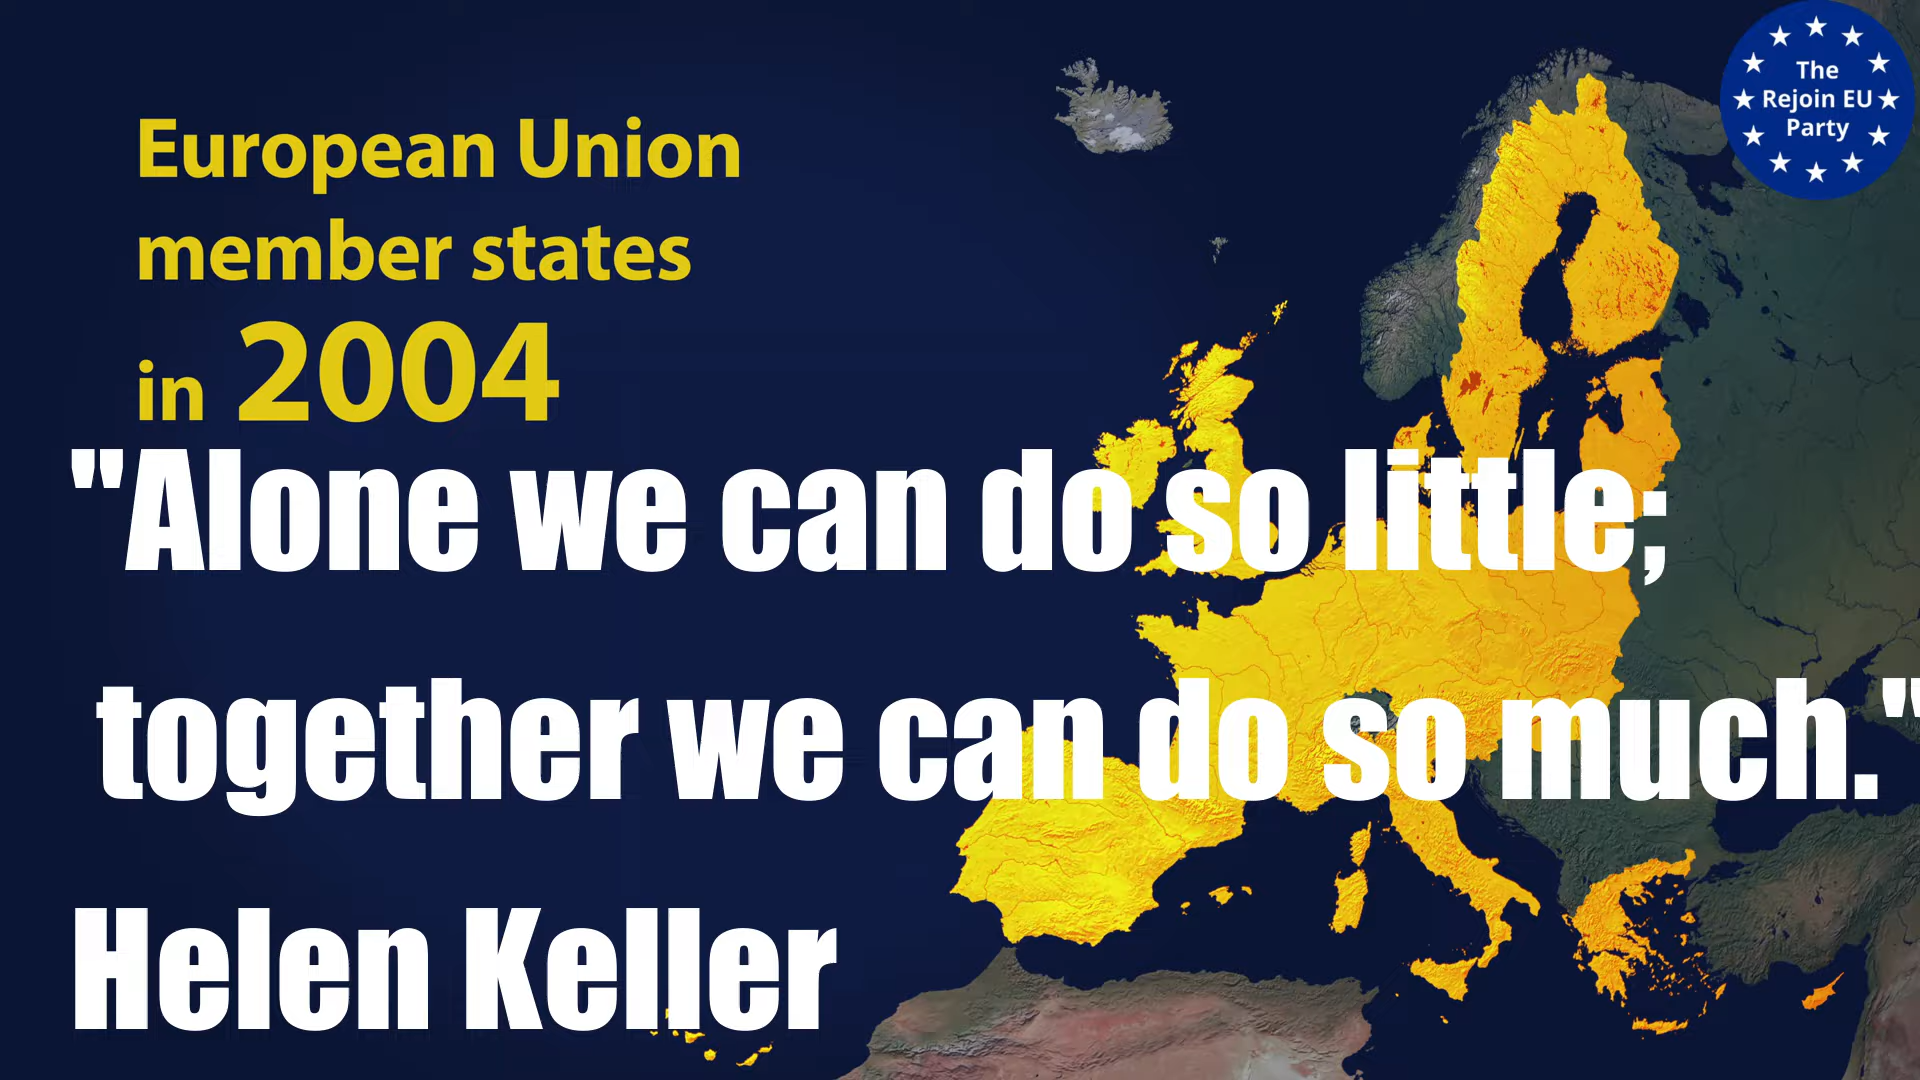 European Union
member states
in 2004
"Alone we can do so little;
together we can do so much."
Helen Keller
The
Rejoin EU
Party